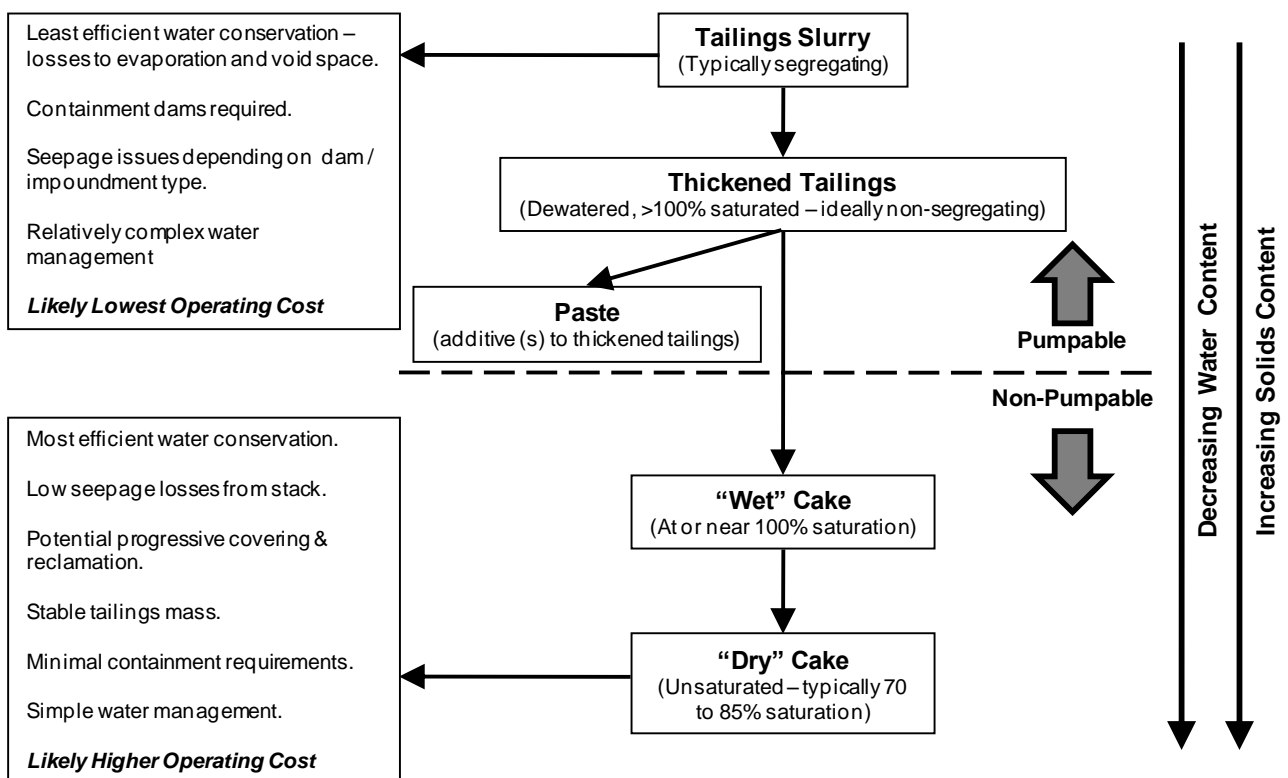 Least efficient water conservation –
losses to evaporation and void space.
Containment dams required.
Seepage issues depending on dam /
impoundment type.
Relatively complex water
management
Likely Lowest Operating Cost
Tailings Slurry
(Typically segregating)
Thickened Tailings
(Dewatered, >100% saturated – ideally non-segregating)
Paste
(additive (s) to thickened tailings)
Pumpable
Non-Pumpable
Decreasing Water Content
Increasing Solids Content
Most efficient water conservation.
Low seepage losses from stack.
Potential progressive covering &
reclamation.
Stable tailings mass.
Minimal containment requirements.
Simple water management.
Likely Higher Operating Cost
“Wet” Cake
(At or near 100% saturation)
“Dry” Cake
(Unsaturated – typically 70
to 85% saturation)